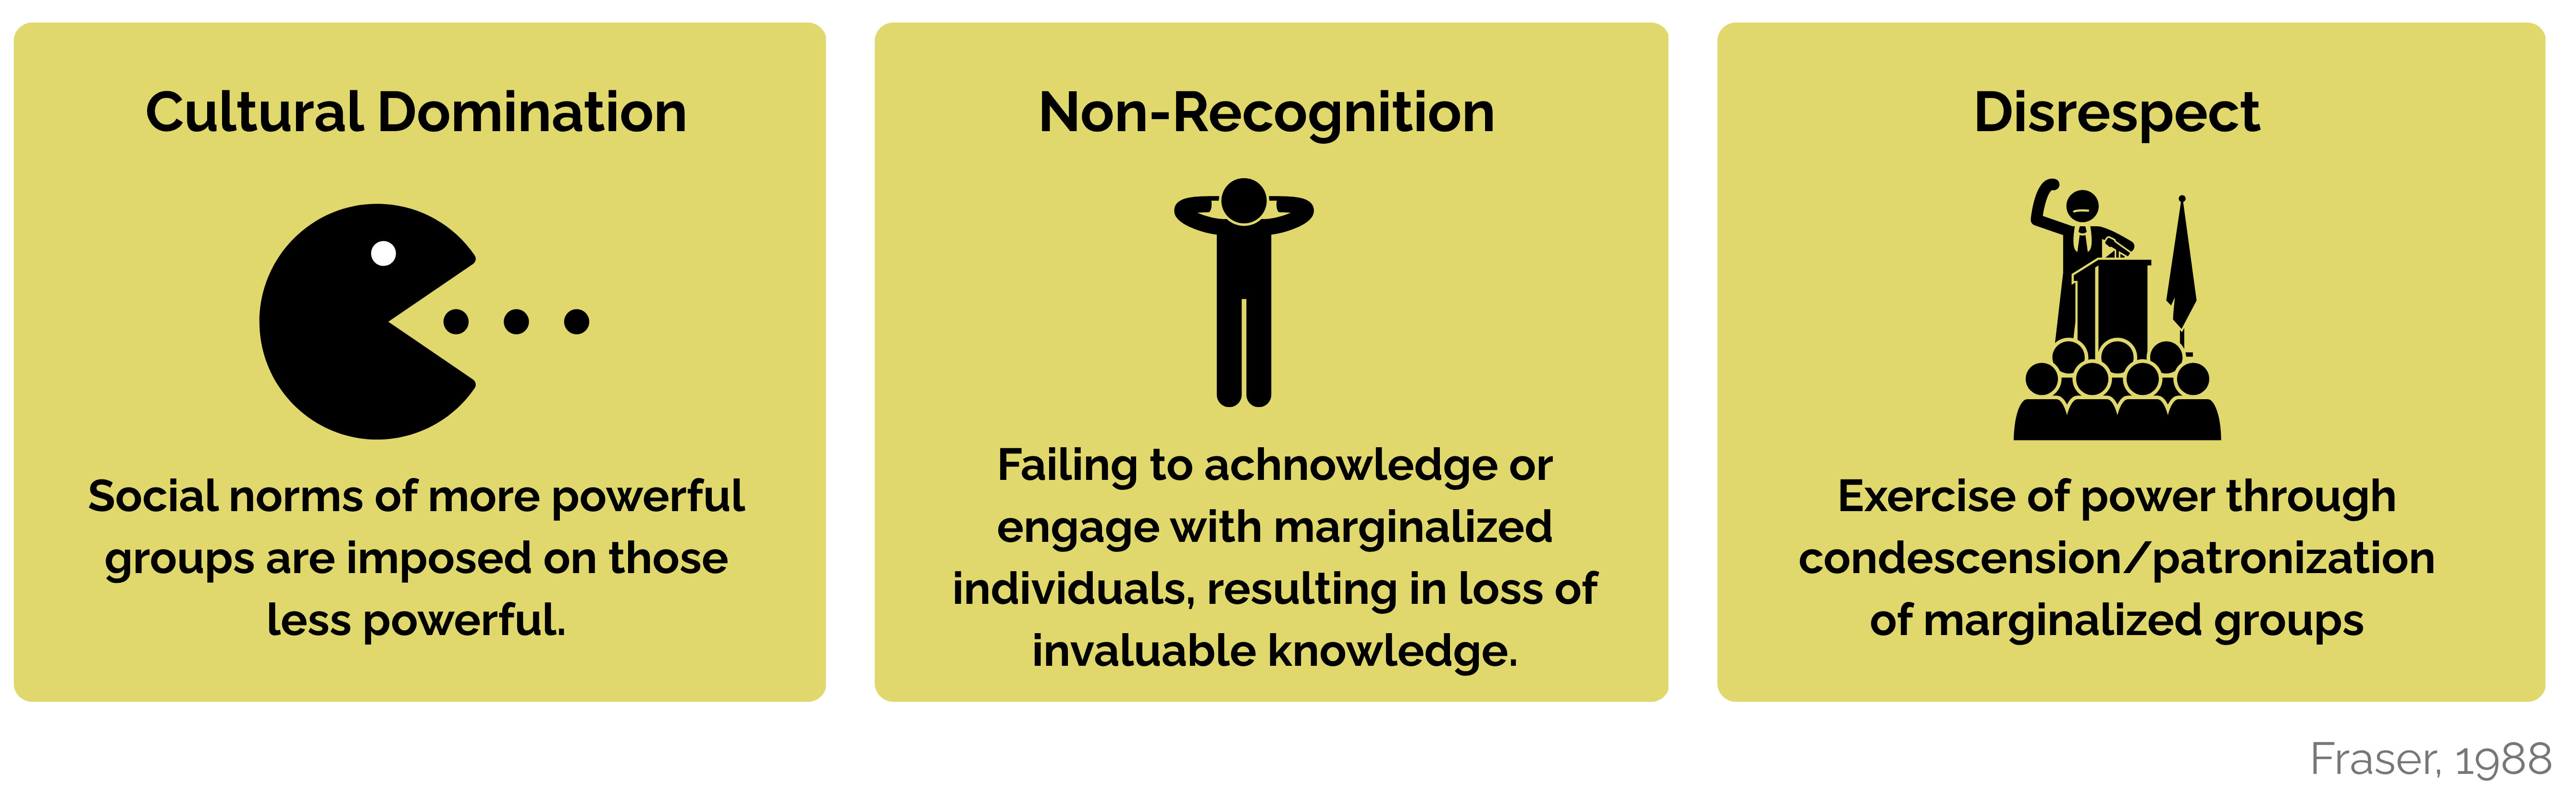 Cultural Domination
Social norms of more powerful
groups are imposed on those
less powerful.
Non-Recognition
Failing to achnowledge or
engage with marginalized
individuals, resulting in loss of
invaluable knowledge.
Disrespect
Exercise of power through
condescension/patronization
of marginalized groups
Fraser, 1988